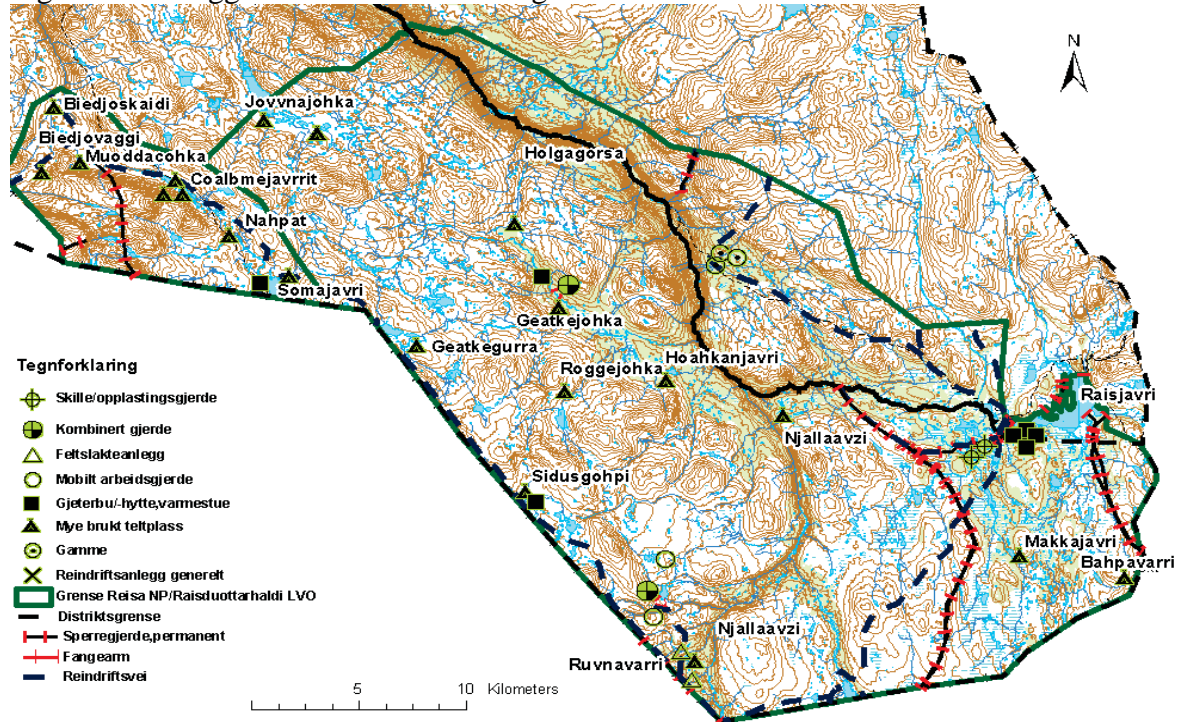 N
Biedjoskaidi
Jovvnajohka
Biedjovaggi
Muoddacohka
Holgagorsa
Coalbmejavrrit
Nahpat
Somajavri
Geatkejohka
Geatkegurra
Hoahkanjavri
Roggejohka
Raisjavri
Njallaavzi
Sidusgohpi
Makkajavri
Bahpavarri
Njallaavzi
Ruvnavarri
Tegnforklaring
Skille/opplastingsgjerde
Kombinert gjerde
Feltslakteanlegg
Mobilt arbeidsgjerde
Gjeterbu/-hytte,varmestue
Mye brukt teltplass
Gamme
Reindriftsanlegg generelt
Grense Reisa NP/Raisduottarhaldi LVO
Distriktsgrense
Sperregjerde,permanent
Fangearm
Reindriftsvei
5 10 Kilometers